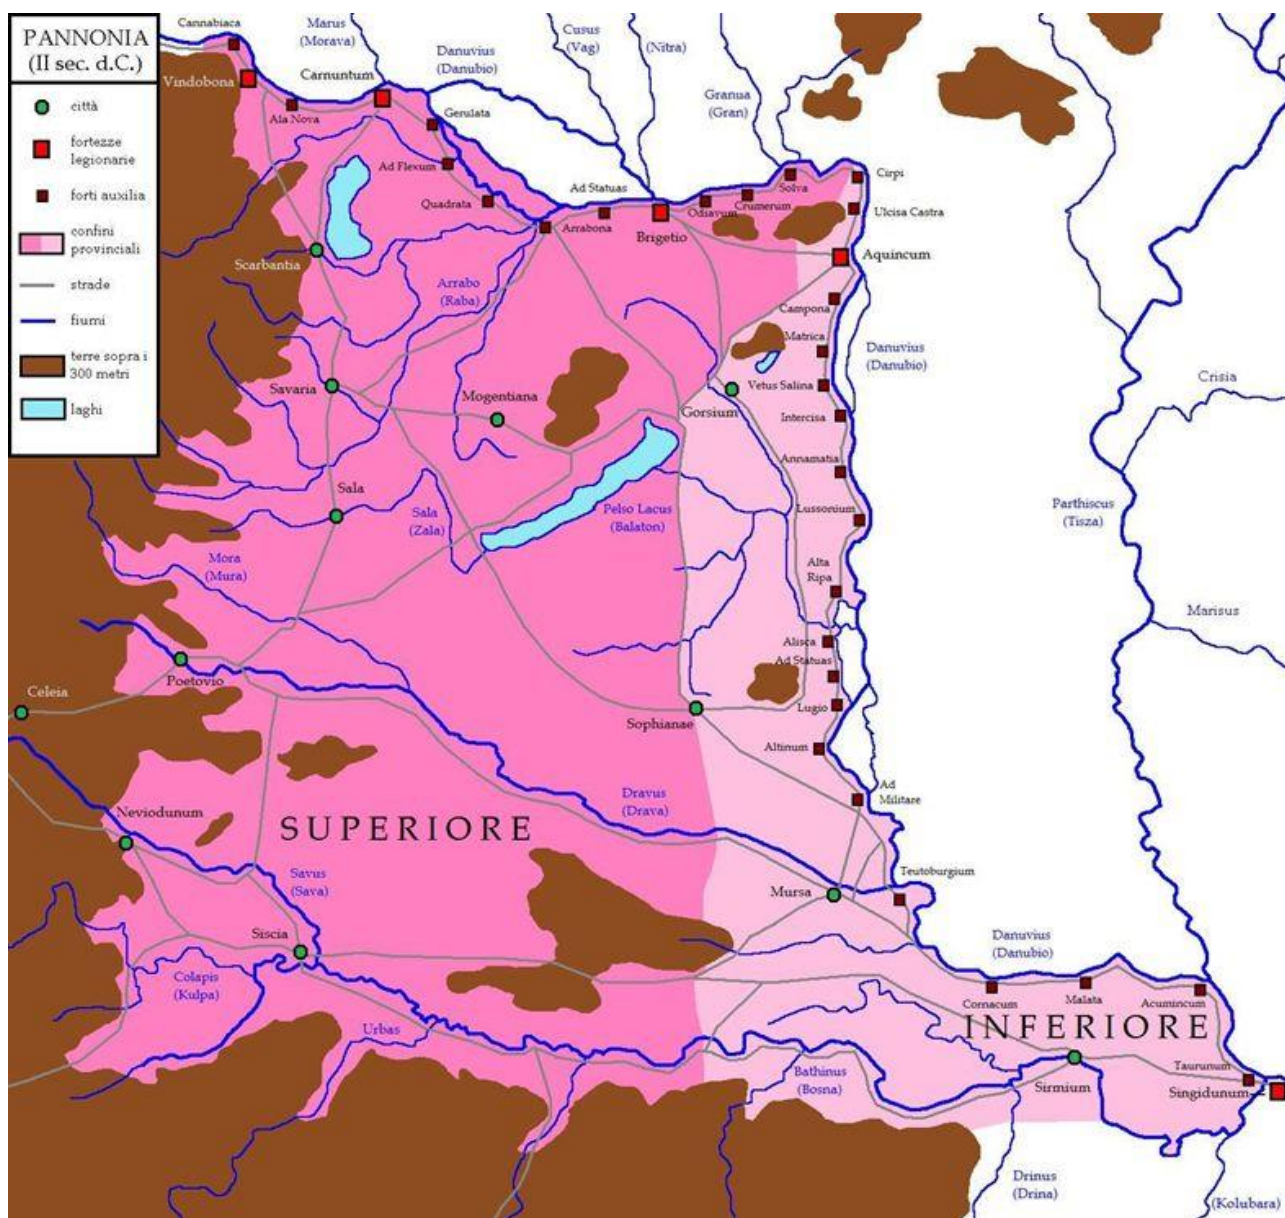 PANNONIA
(II sec. d.C.)
città
fortezze
legionarie
forti auxilia
confini
provinciali
strade
fiumi
terre sopra i
300 metri
laghi
Cannabiaca
Marus
(Morava)
Danuvius
(Danubio)
Cusus
(Vag)
(Nitra)
Granua
(Gran)
Vindobona
Carnuntum
Ala Nova
Gerulata
Ad Flexum
Quadrata
Ad Statuas
Arrabona
Brigetio
Odiavum
Crumerum
Solva
Cirpi
Ulcisa Castra
Aquincum
Scarbantia
Arrabo
(Raba)
Campona
Matrica
Danuvius
(Danubio)
Vetus Salina
Crisia
Savaria
Mogentiana
Gorsium
Intercisa
Annamatia
Sala
Sala
(Zala)
Pelso Lacus
(Balaton)
Lussonium
Parthiscus
(Tisza)
Mora
(Mura)
Alta
Ripa
Marisus
Alisca
Ad Statuas
Poetovio
Celeia
Sophianae
Lugio
Altinum
Ad
Militare
Dravus
(Drava)
Neviodunum
SUPERIORE
Savus
(Sava)
Mursa
Teutoburgium
Siscia
Danuvius
(Danubio)
Colapis
(Kulpa)
Cornacum
Malata
Acumincum
Urbas
INFERIORE
Bathinus
(Bosna)
Sirmium
Taurunum
Singidunum
Drinus
(Drina)
(Kolubara)